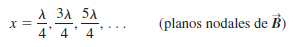 x = λ/4, 3λ/4, 5λ/4, . . . (planos nodales de B⃗)